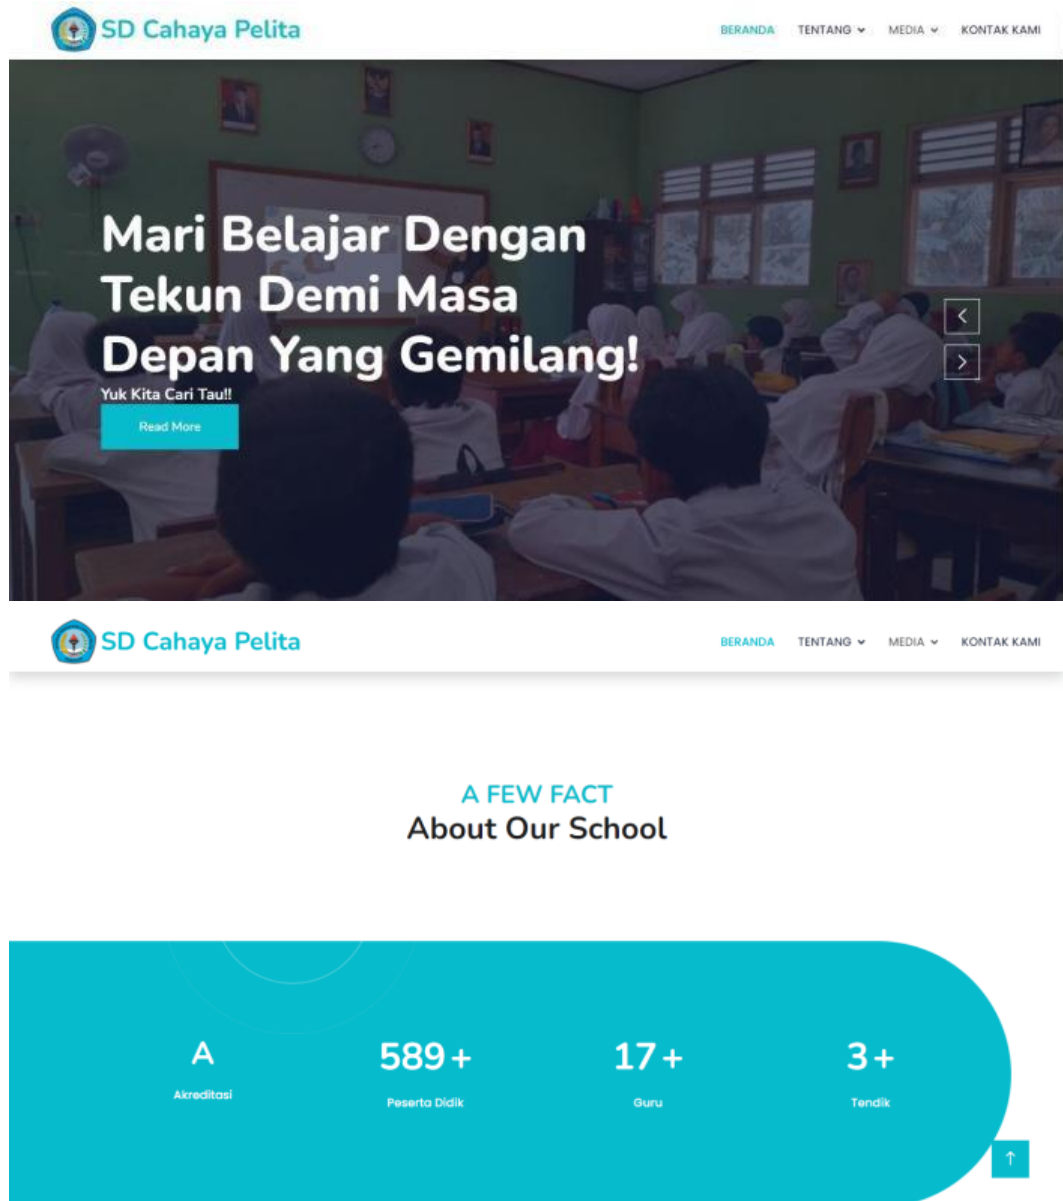 SD Cahaya Pelita
BERANDA TENTANG MEDIA KONTAK KAMI
Mari Belajar Dengan
Tekun Demi Masa
Depan Yang Gemilang!
Yuk Kita Cari Tau!!
Read More
SD Cahaya Pelita
BERANDA TENTANG MEDIA KONTAK KAMI
A FEW FACT
About Our School
A 589+ 17+ 3+
Akreditasi Peserta Didik Guru Tendik